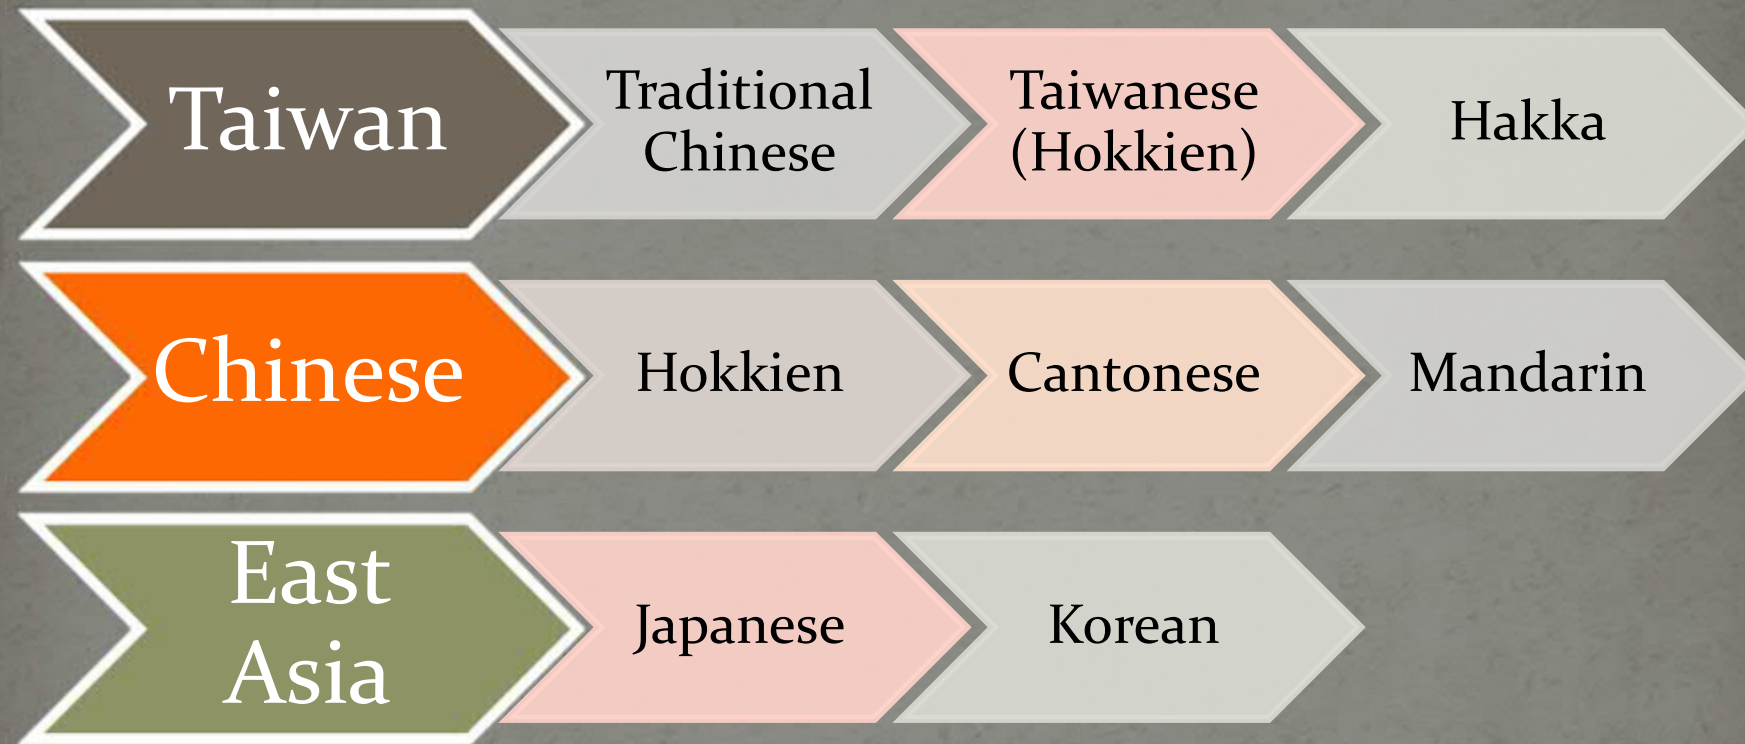 Taiwan
Traditional
Chinese
Taiwanese
(Hokkien)
Hakka
Chinese
Hokkien
Cantonese
Mandarin
East
Asia
Japanese
Korean